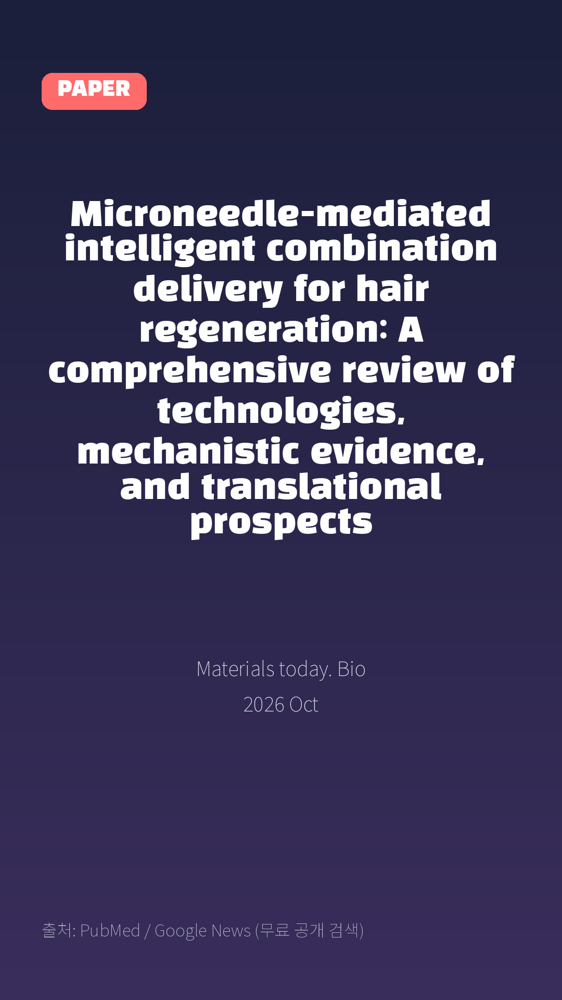 PAPER
Microneedle-mediated
intelligent combination
delivery for hair
regeneration: A
comprehensive review of
technologies,
mechanistic evidence,
and translational
prospects
Materials today. Bio
2026 Oct
출처: PubMed / Google News (무료 공개 검색)